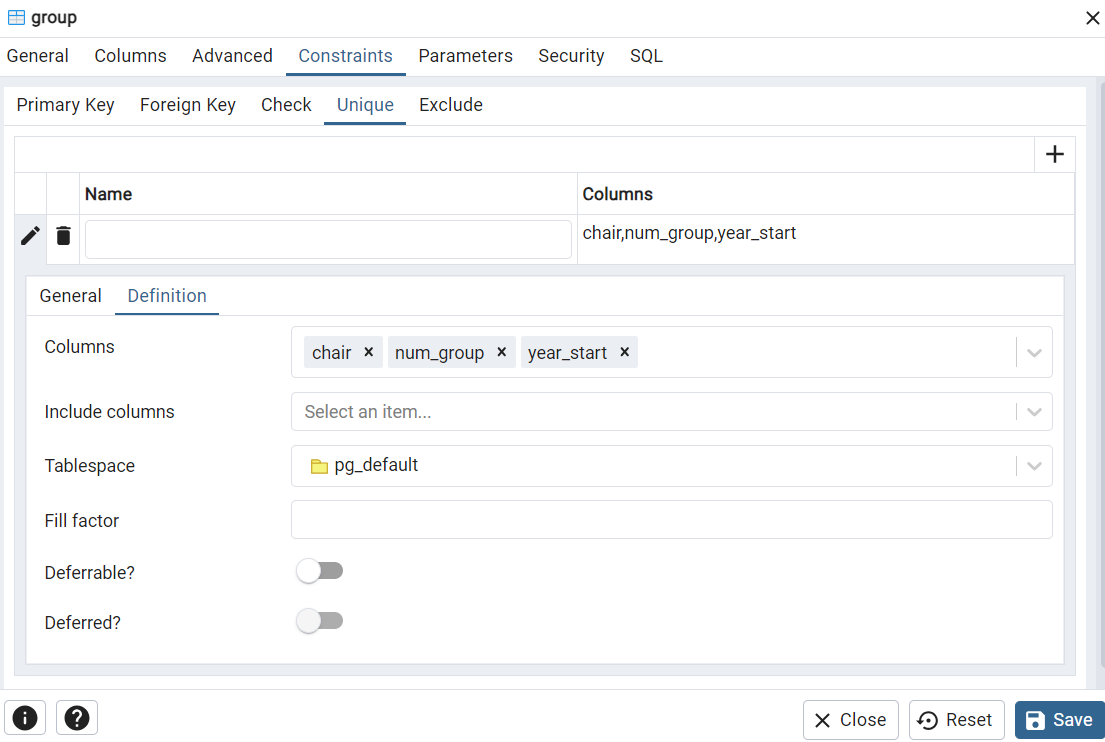 group
General Columns Advanced Constraints Parameters Security SQL
Primary Key Foreign Key Check Unique Exclude
Name Columns
chair,num_group,year_start
General Definition
Columns chair num_group year_start
Include columns Select an item...
Tablespace pg_default
Fill factor
Deferrable?
Deferred?
Close Reset Save